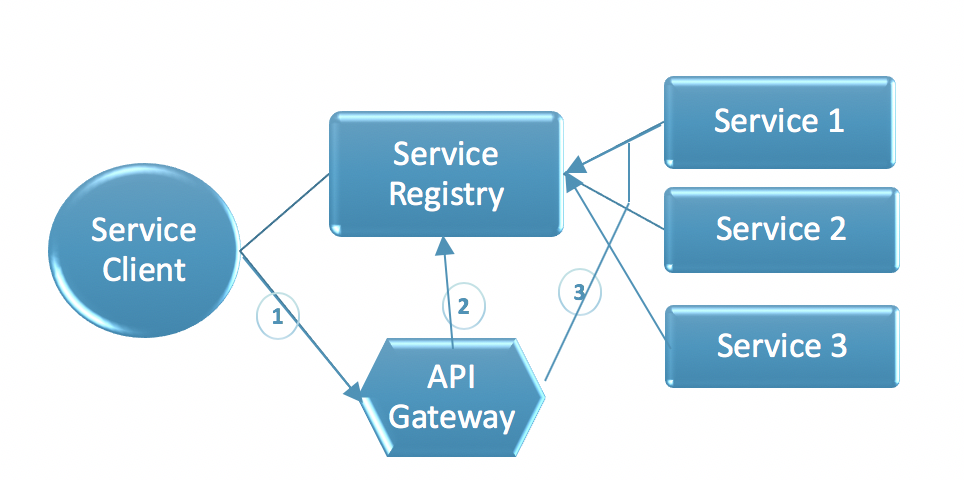 Service
Client
Service
Registry
Service 1
Service 2
Service 3
1
2
3
API
Gateway